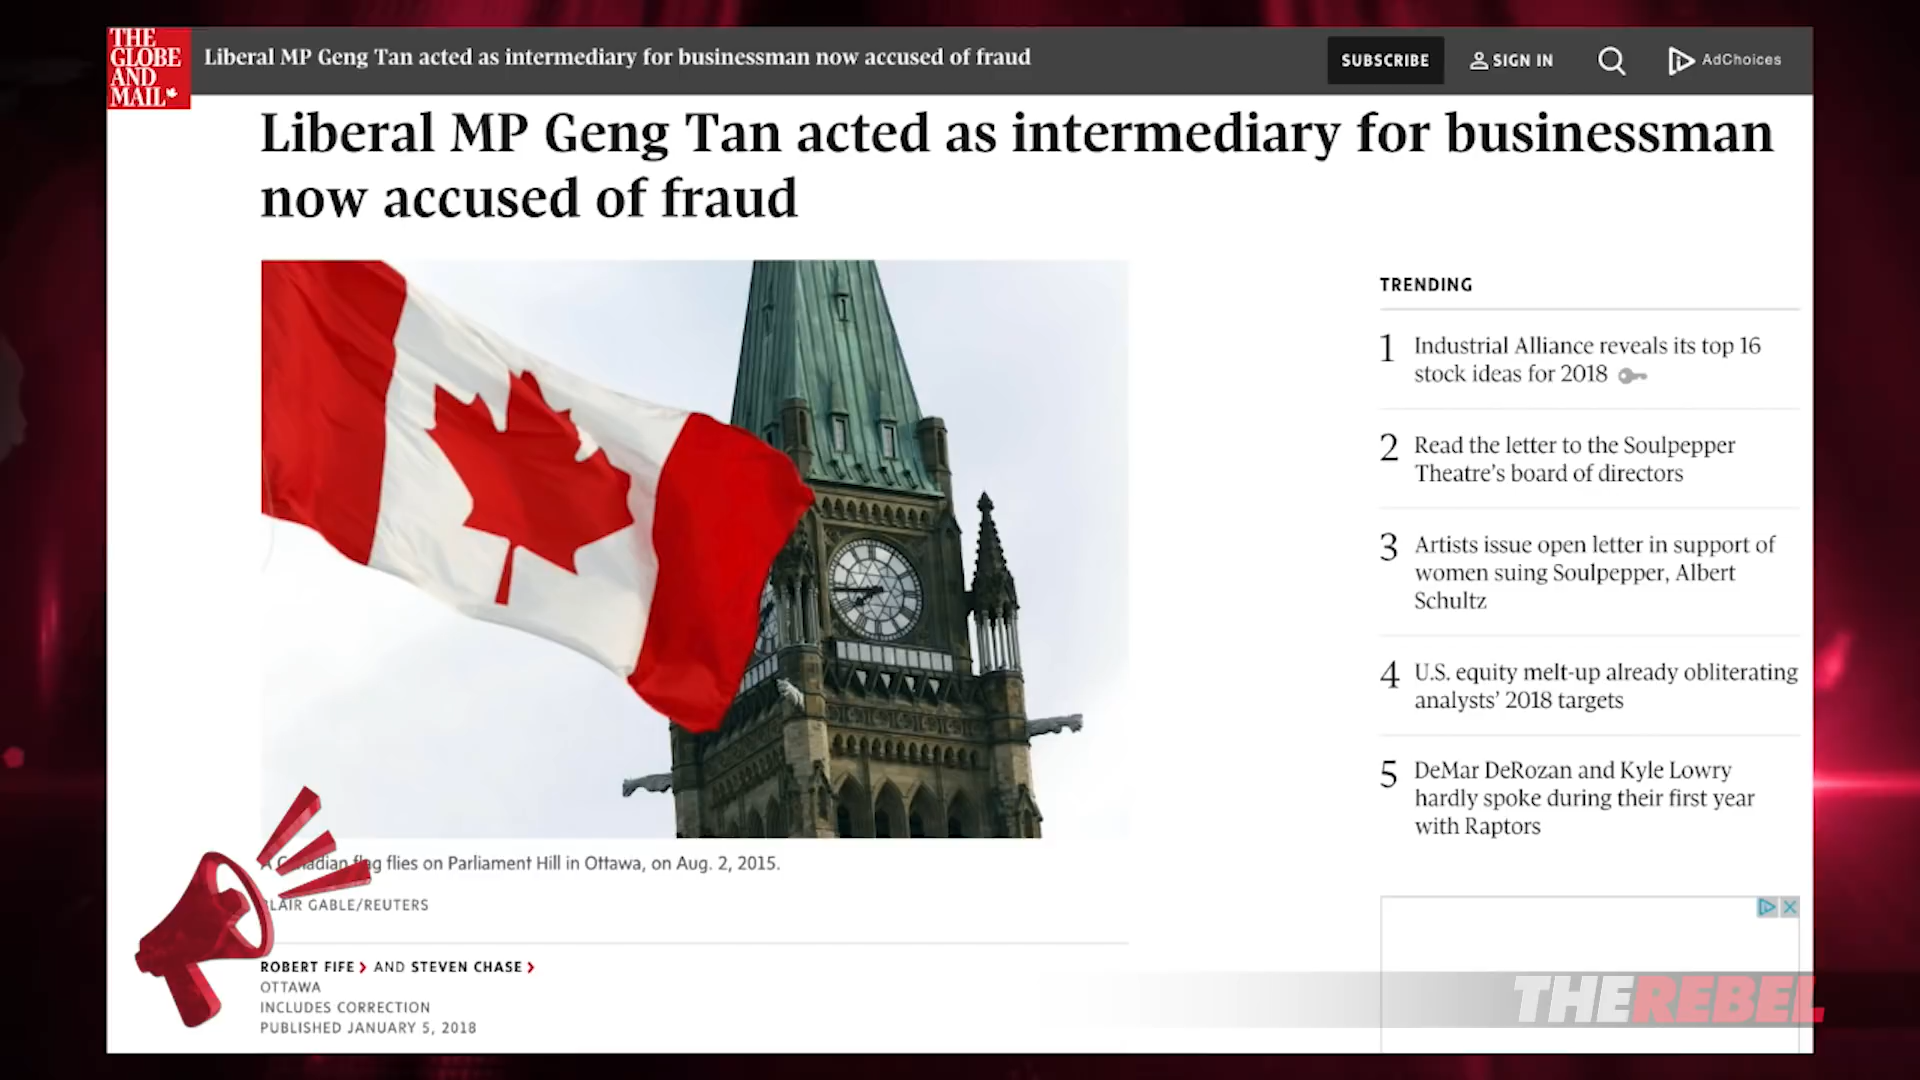 THE
GLOBE
AND
MAIL
Liberal MP Geng Tan acted as intermediary for businessman now accused of fraud
SUBSCRIBE
SIGN IN
AdChoices
Liberal MP Geng Tan acted as intermediary for businessman
now accused of fraud
TRENDING
1 Industrial Alliance reveals its top 16
stock ideas for 2018
2 Read the letter to the Soulpepper
Theatre’s board of directors
3 Artists issue open letter in support of
women suing Soulpepper, Albert
Schultz
4 U.S. equity melt-up already obliterating
analysts’ 2018 targets
5 DeMar DeRozan and Kyle Lowry
hardly spoke during their first year
with Raptors
A Canadian flag flies on Parliament Hill in Ottawa, on Aug. 2, 2015.
BLAIR GABLE/REUTERS
ROBERT FIFE AND STEVEN CHASE
OTTAWA
INCLUDES CORRECTION
PUBLISHED JANUARY 5, 2018
THEREBEL